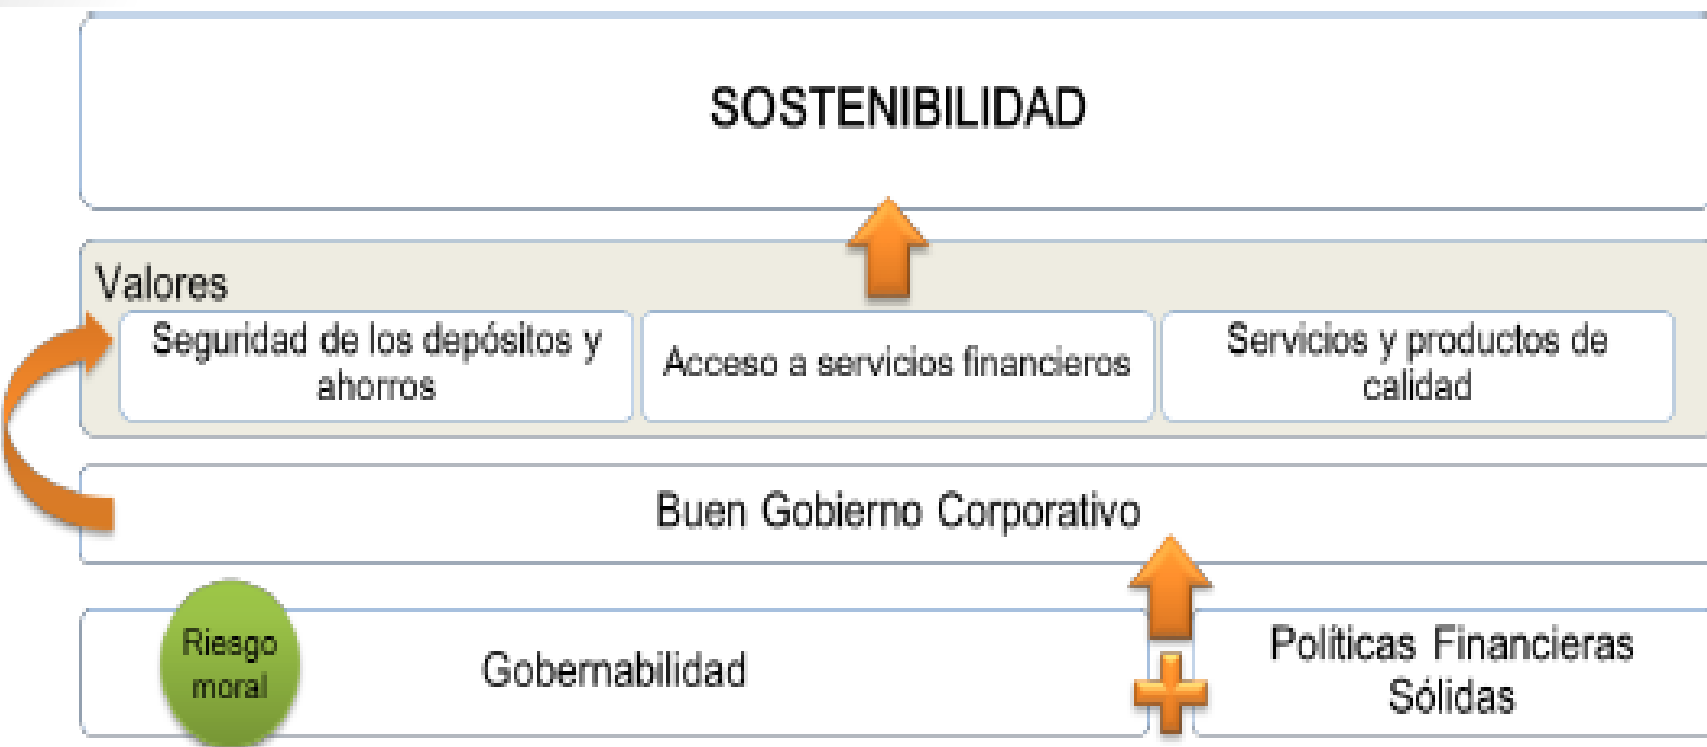 SOSTENIBILIDAD
Valores
Seguridad de los depósitos y
ahorros
Acceso a servicios financieros
Servicios y productos de
calidad
Buen Gobierno Corporativo
Riesgo
moral
Gobernabilidad
Políticas Financieras
Sólidas